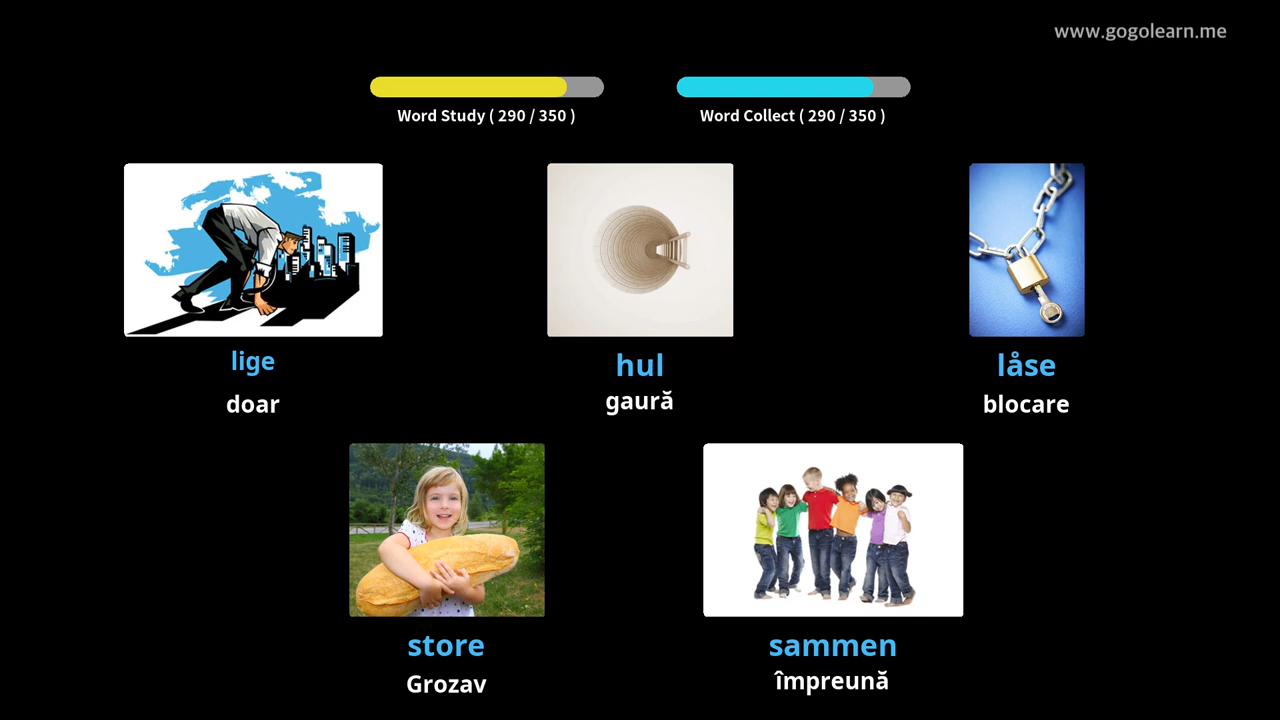 www.gogolearn.me
Word Study ( 290 / 350 )
Word Collect ( 290 / 350 )
lige
doar
hul
gaură
låse
blocare
store
Grozav
sammen
împreună